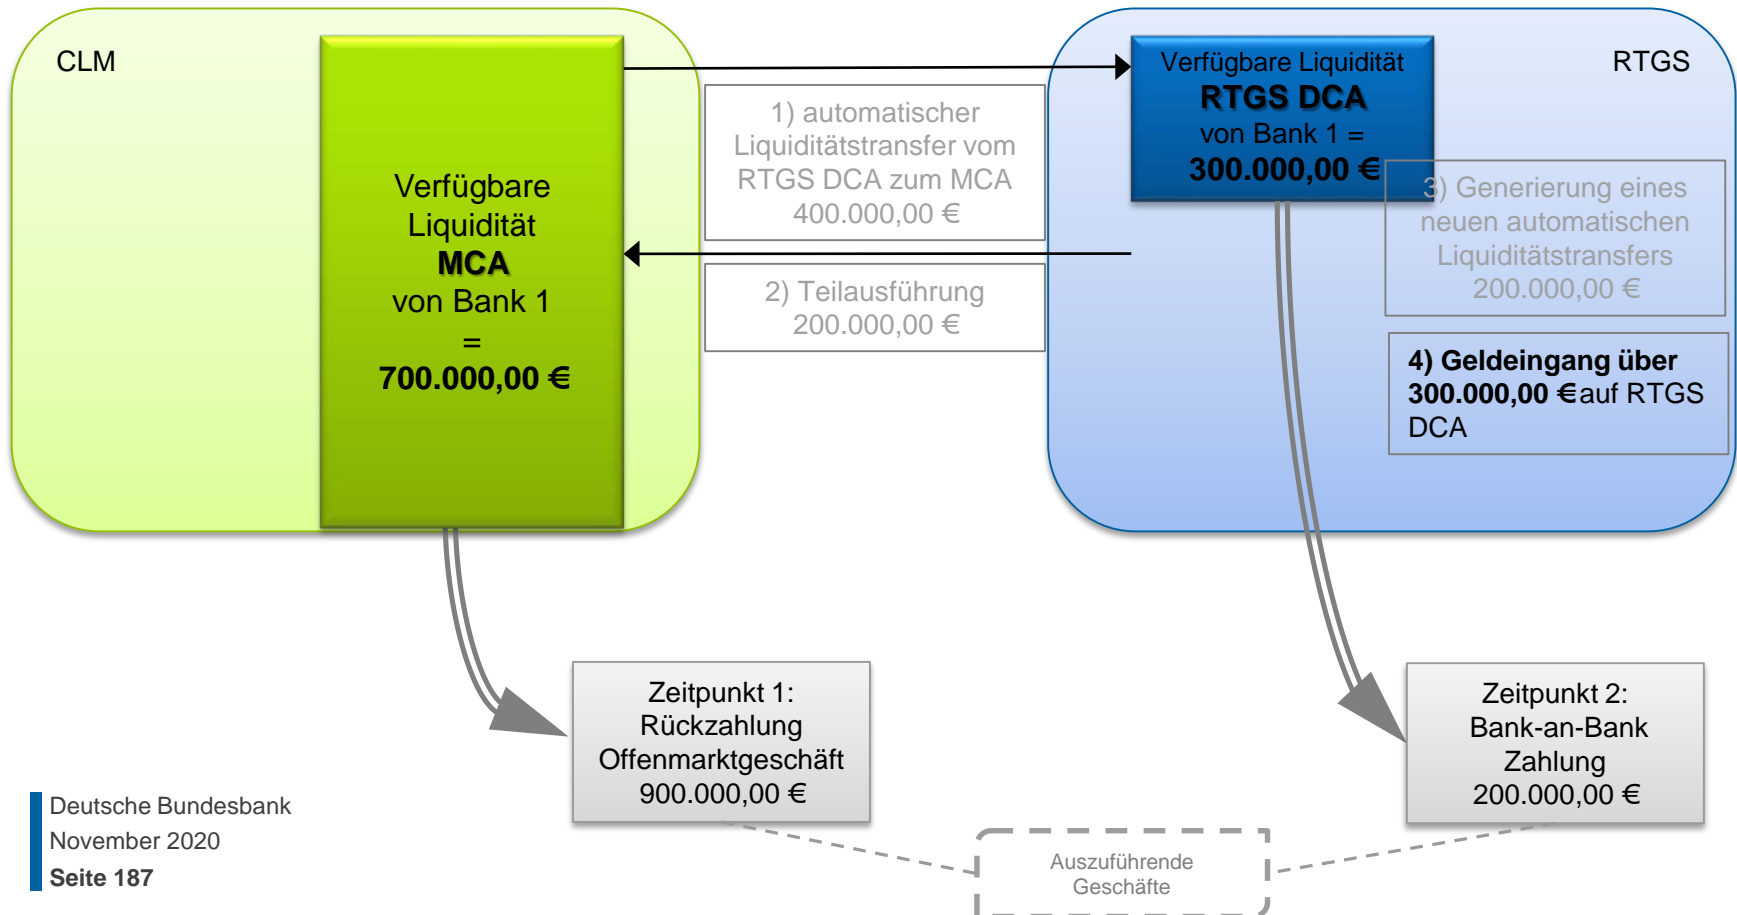 CLM
Verfügbare
Liquidität
MCA
von Bank 1
=
700.000,00 €
1) automatischer
Liquiditätstransfer vom
RTGS DCA zum MCA
400.000,00 €
2) Teilausführung
200.000,00 €
RTGS
Verfügbare Liquidität
RTGS DCA
von Bank 1 =
300.000,00 €
3) Generierung eines
neuen automatischen
Liquiditätstransfers
200.000,00 €
4) Geldeingang über
300.000,00 € auf RTGS
DCA
Zeitpunkt 1:
Rückzahlung
Offenmarktgeschäft
900.000,00 €
Zeitpunkt 2:
Bank-an-Bank
Zahlung
200.000,00 €
Auszuführende
Geschäfte
Deutsche Bundesbank
November 2020
Seite 187